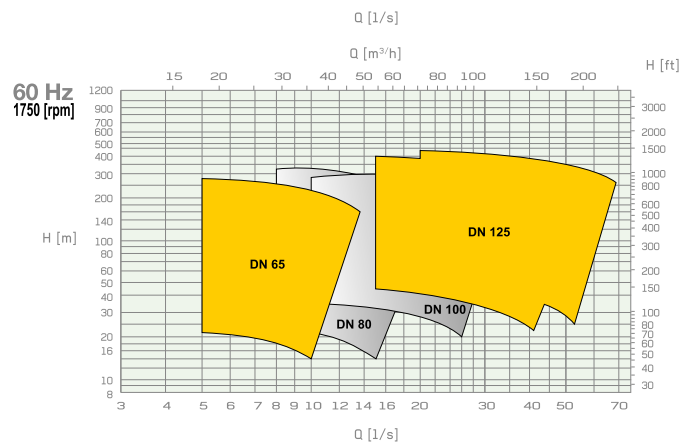 Q [l/s]
Q [m³/h]
H [ft]
15 20 30 40 50 60 80 100 150 200
60 Hz
1750 [rpm]
1200
900
700
600
500
400
300
200
140
100
80
60
50
40
30
20
16
10
8
H [m]
3000
2000
1500
1000
800
600
500
400
300
200
150
100
80
70
60
50
40
30
DN 65
DN 80
DN 100
DN 125
3 4 5 6 7 8 9 10 12 14 16 20 30 40 50 70
Q [l/s]